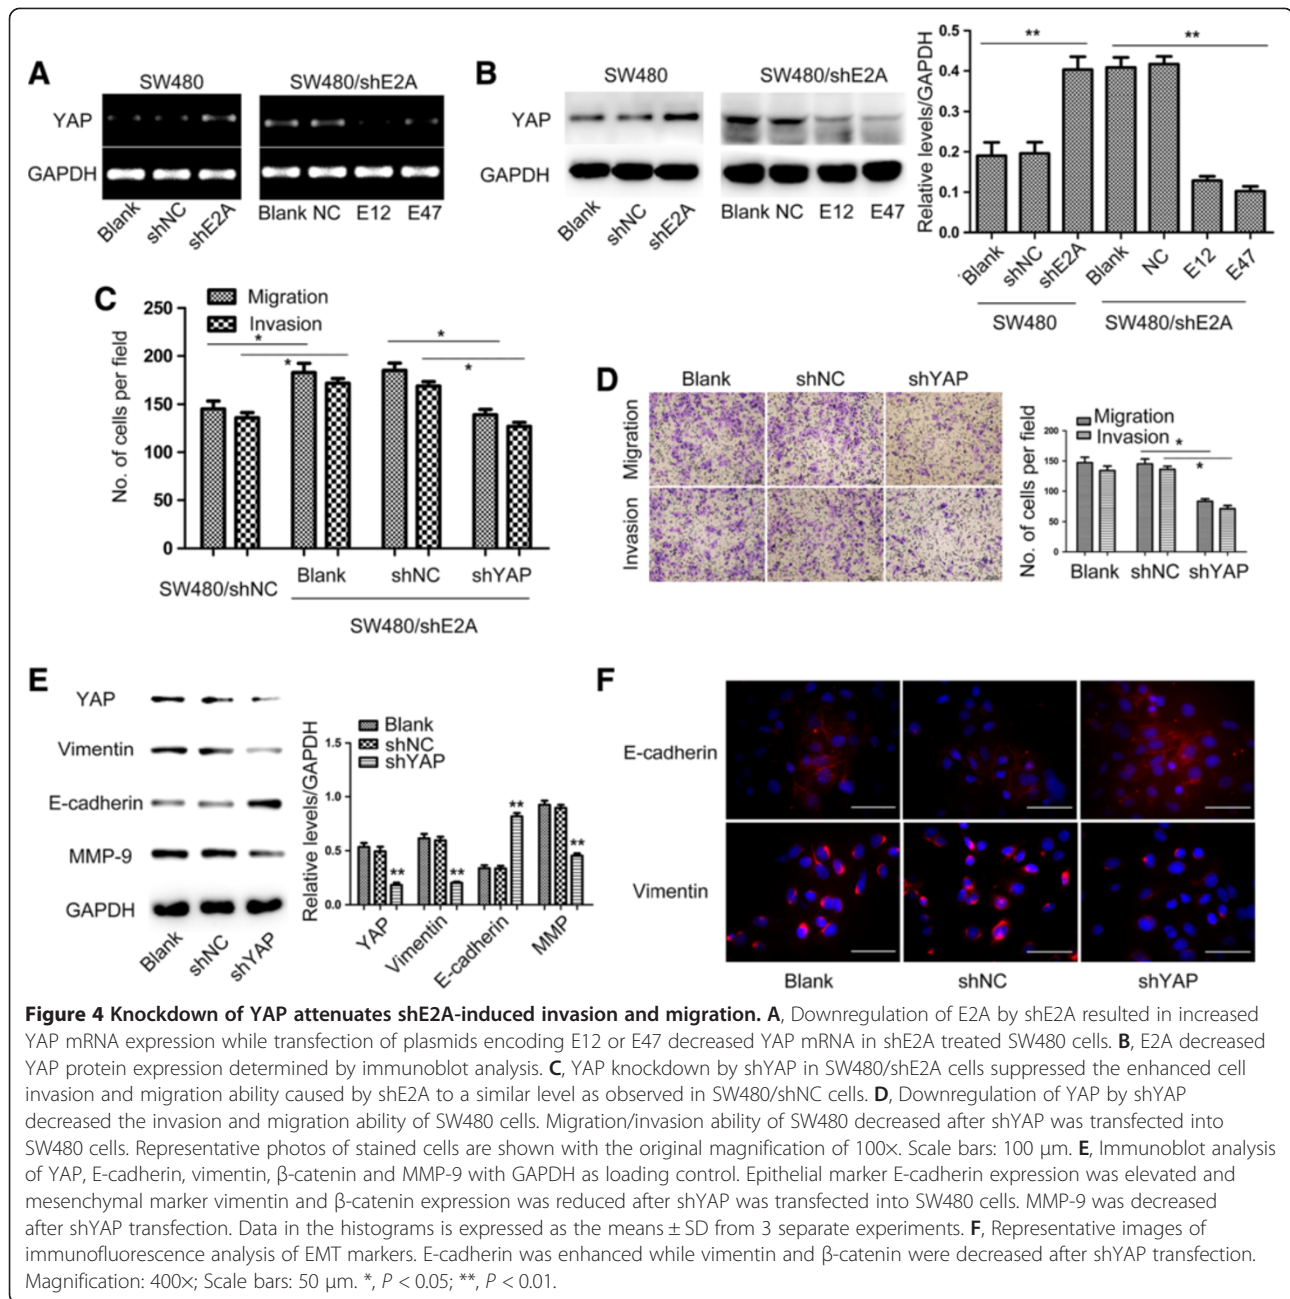 A
SW480
SW480/shE2A
YAP
GAPDH
Blank
shNC
shE2A
Blank NC E12 E47
B
SW480
SW480/shE2A
YAP
GAPDH
Blank
shNC
shE2A
Blank NC E12 E47
Relative levels/GAPDH
0.5
0.4
0.3
0.2
0.1
0.0
**
**
Blank
shNC
shE2A
Blank
NC
E12
E47
SW480
SW480/shE2A
C
Migration
Invasion
No. of cells per field
250
200
150
100
50
0
*
*
*
*
SW480/shNC
Blank
shNC
shYAP
SW480/shE2A
D
Blank
shNC
shYAP
Migration
Invasion
Migration
Invasion
No. of cells per field
200
150
100
50
0
*
*
Blank shNC shYAP
E
YAP
Vimentin
E-cadherin
MMP-9
GAPDH
Blank
shNC
shYAP
Blank
shNC
shYAP
Relative levels/GAPDH
1.5
1.0
0.5
0.0
**
**
**
**
YAP
Vimentin
E-cadherin
MMP
F
E-cadherin
Vimentin
Blank
shNC
shYAP
Figure 4 Knockdown of YAP attenuates shE2A-induced invasion and migration. A, Downregulation of E2A by shE2A resulted in increased
YAP mRNA expression while transfection of plasmids encoding E12 or E47 decreased YAP mRNA in shE2A treated SW480 cells. B, E2A decreased
YAP protein expression determined by immunoblot analysis. C, YAP knockdown by shYAP in SW480/shE2A cells suppressed the enhanced cell
invasion and migration ability caused by shE2A to a similar level as observed in SW480/shNC cells. D, Downregulation of YAP by shYAP
decreased the invasion and migration ability of SW480 cells. Migration/invasion ability of SW480 decreased after shYAP was transfected into
SW480 cells. Representative photos of stained cells are shown with the original magnification of 100×. Scale bars: 100 μm. E, Immunoblot analysis
of YAP, E-cadherin, vimentin, β-catenin and MMP-9 with GAPDH as loading control. Epithelial marker E-cadherin expression was elevated and
mesenchymal marker vimentin and β-catenin expression was reduced after shYAP was transfected into SW480 cells. MMP-9 was decreased
after shYAP transfection. Data in the histograms is expressed as the means ± SD from 3 separate experiments. F, Representative images of
immunofluorescence analysis of EMT markers. E-cadherin was enhanced while vimentin and β-catenin were decreased after shYAP transfection.
Magnification: 400×; Scale bars: 50 μm. *, P < 0.05; **, P < 0.01.